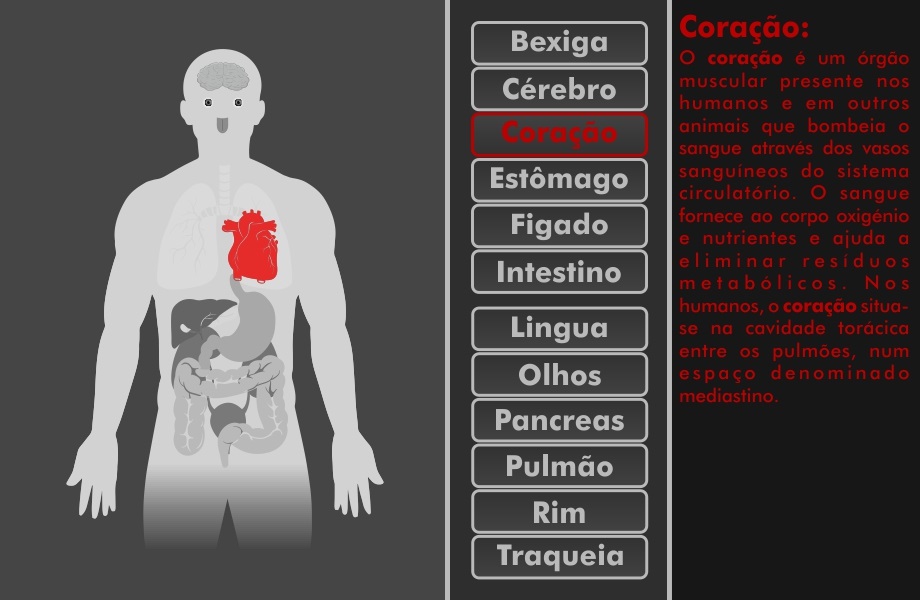 Bexiga
Cérebro
Coração
Estômago
Figado
Intestino
Lingua
Olhos
Pancreas
Pulmão
Rim
Traqueia
Coração:
O coração é um órgão
muscular presente nos
humanos e em outros
animais que bombeia o
sangue através dos vasos
sanguíneos do sistema
circulatório. O sangue
fornece ao corpo oxigénio
e nutrientes e ajuda a
eliminar resíduos
metabólicos. Nos
humanos, o coração situa-
se na cavidade torácica
entre os pulmões, num
espaço denominado
mediastino.